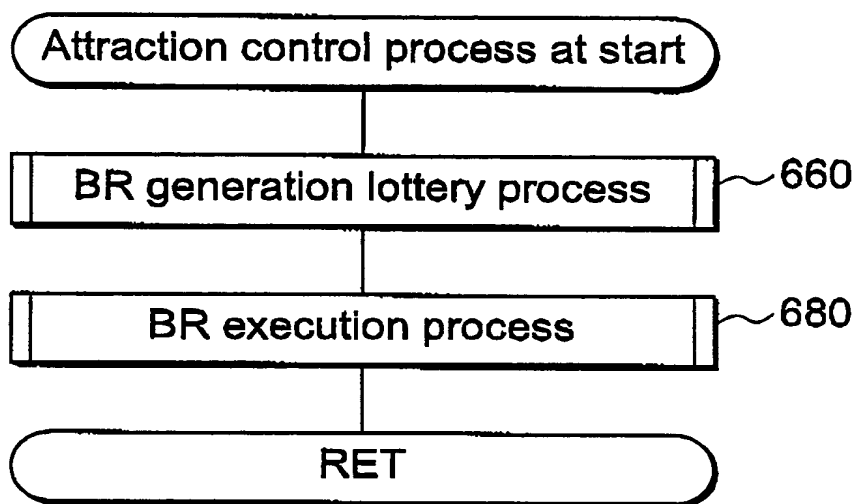 Attraction control process at start
BR generation lottery process
660
BR execution process
680
RET